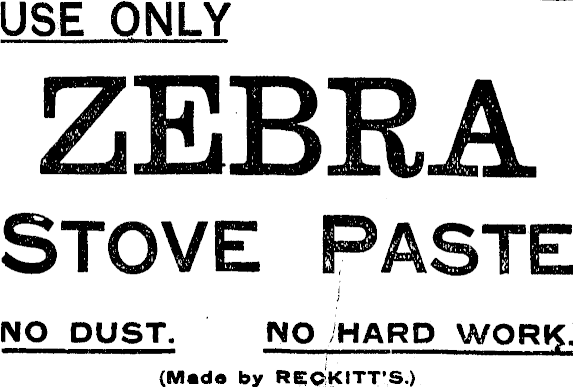 USE ONLY
ZEBRA
STOVE PASTE
NO DUST. NO HARD WORK.
(Made by RECKITT'S.)